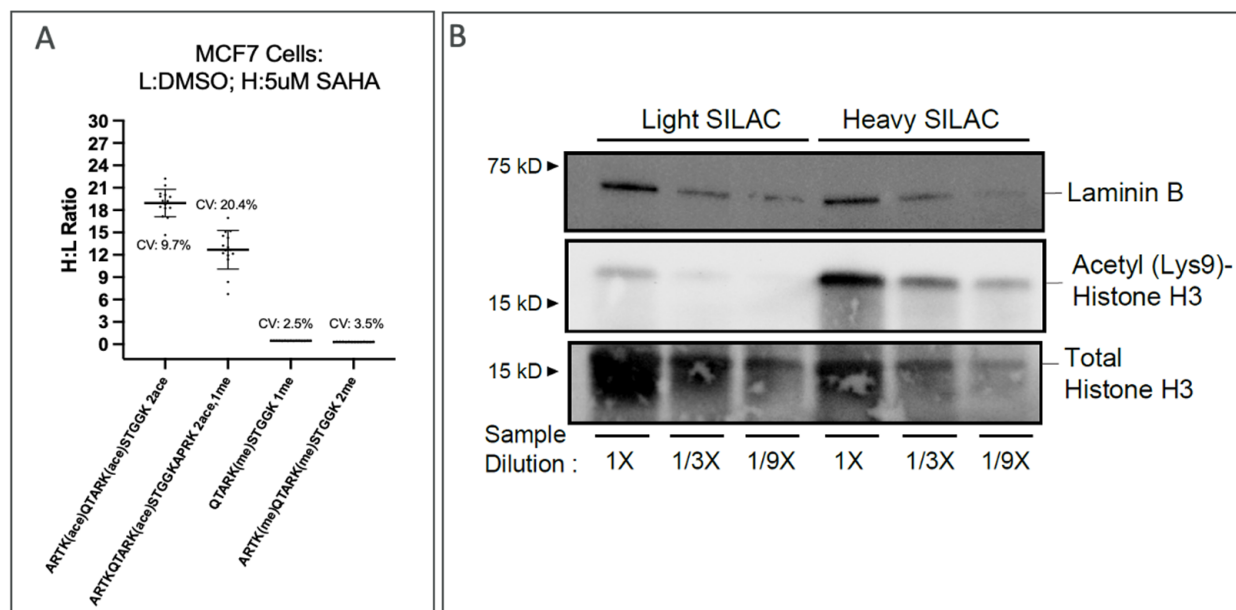 A
MCF7 Cells:
L:DMSO; H:5uM SAHA
H:L Ratio
30
27
24
21
18
15
12
9
6
3
0
CV: 9.7%
CV: 20.4%
CV: 2.5%
CV: 3.5%
ARTK(ace)QTARK(ace)STGGK 2ace
ARTKQTARK(ace)STGGKAPRK 2ace,1me
QTARK(me)STGGK 1me
ARTK(me)QTARK(me)STGGK 2me
B
Light SILAC
Heavy SILAC
75 kD
Laminin B
15 kD
Acetyl (Lys9)-
Histone H3
15 kD
Total
Histone H3
Sample
Dilution : 1X 1/3X 1/9X 1X 1/3X 1/9X